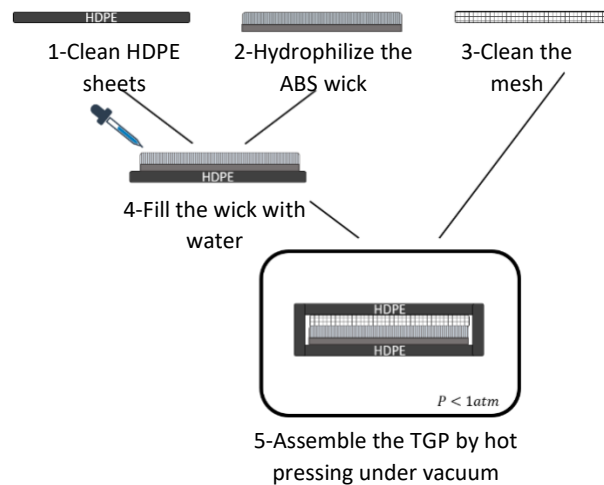 HDPE
1-Clean HDPE
sheets
2-Hydrophilize the
ABS wick
3-Clean the
mesh
HDPE
4-Fill the wick with
water
HDPE
HDPE
P < 1atm
5-Assemble the TGP by hot
pressing under vacuum